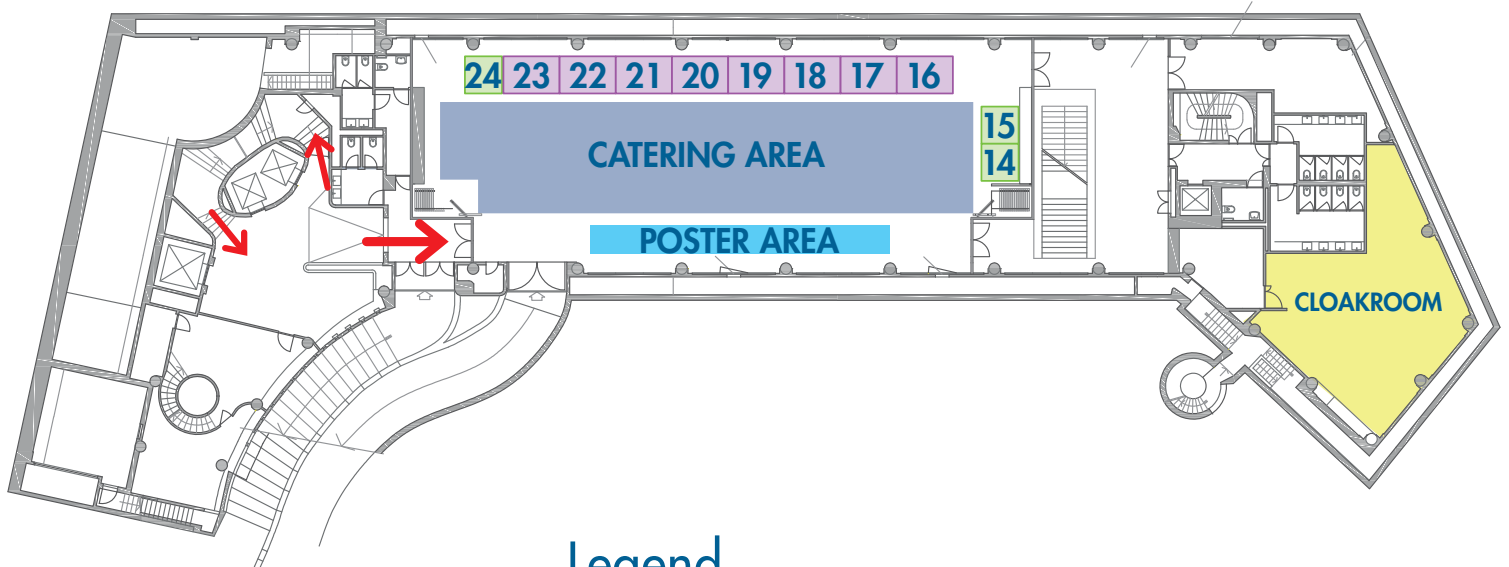 24 23 22 21 20 19 18 17 16
15
CATERING AREA
14
POSTER AREA
CLOAKROOM
Legend